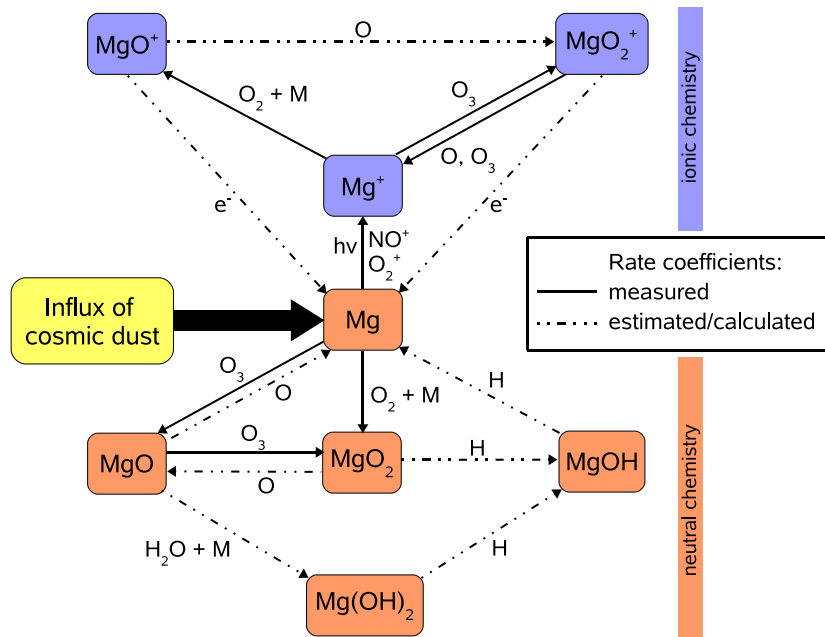 MgO⁺
O
MgO₂⁺
O₂ + M
O₃
O, O₃
Mg⁺
e⁻
e⁻
hν
NO⁺
O₂⁺
ionic chemistry
Rate coefficients:
measured
estimated/calculated
Influx of
cosmic dust
Mg
O₃
O
O₂ + M
H
MgO
O₃
O
MgO₂
H
MgOH
H₂O + M
H
Mg(OH)₂
neutral chemistry